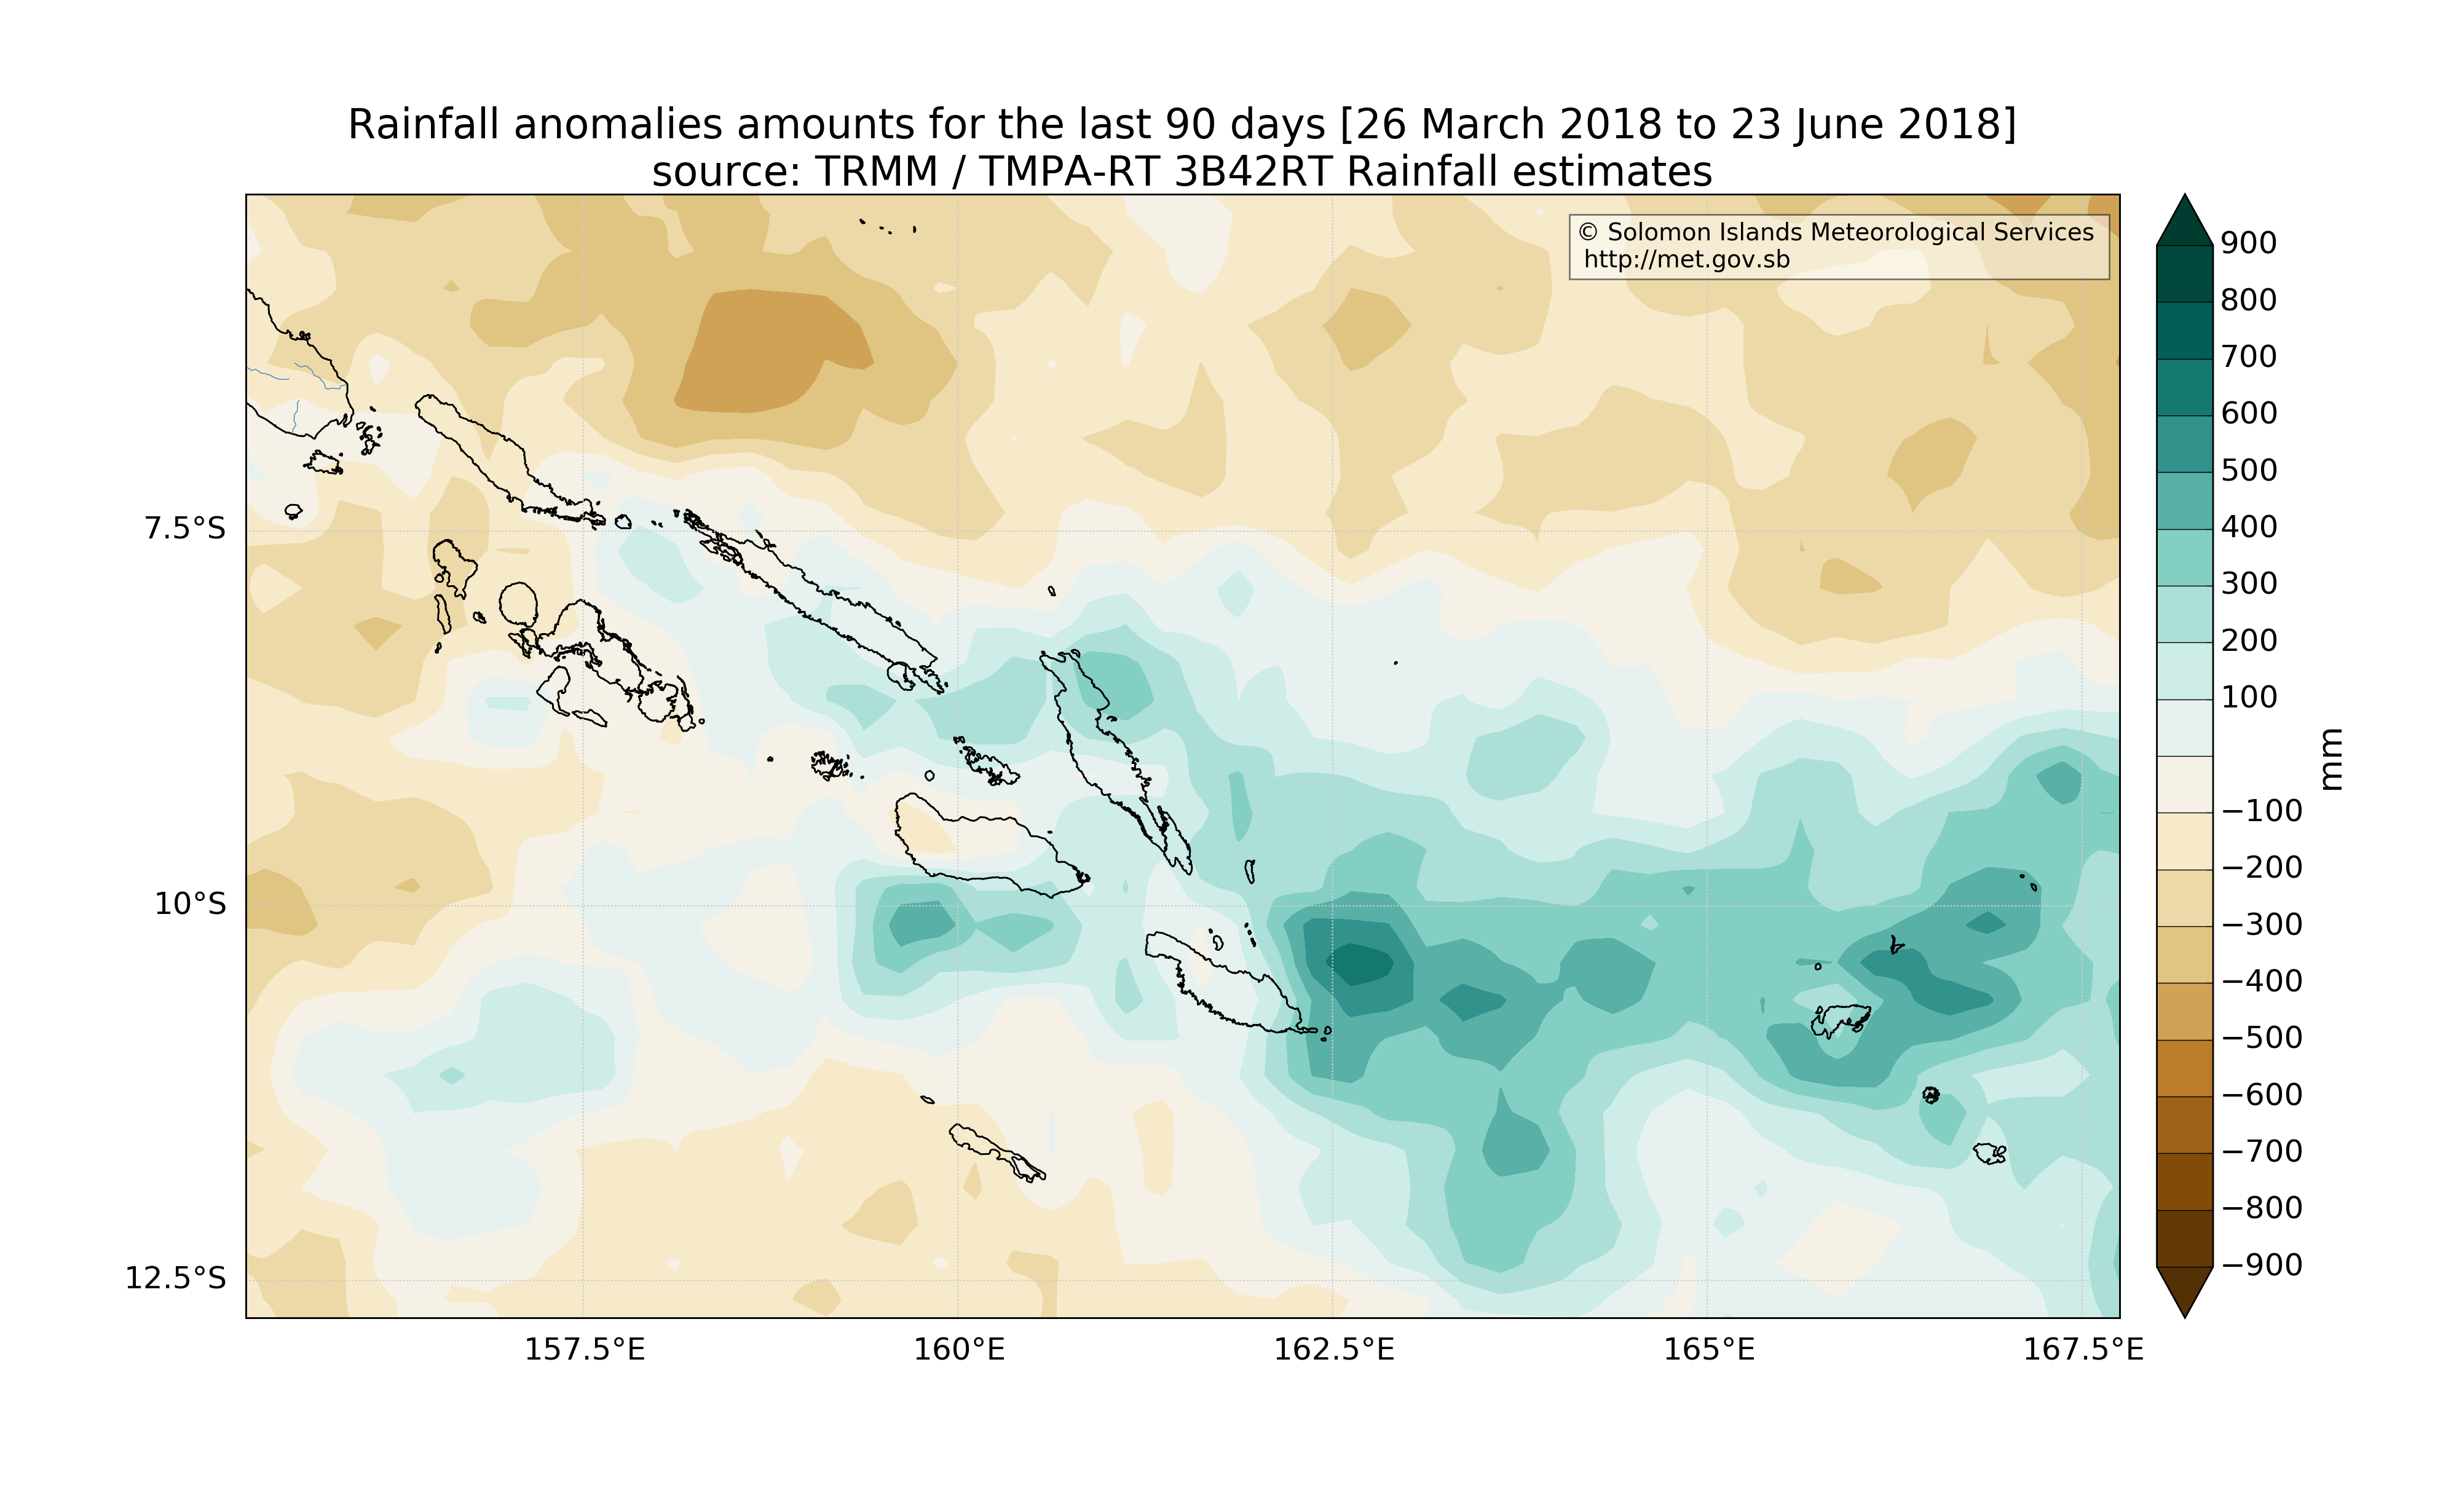 Rainfall anomalies amounts for the last 90 days [26 March 2018 to 23 June 2018]
source: TRMM / TMPA-RT 3B42RT Rainfall estimates
© Solomon Islands Meteorological Services
http://met.gov.sb
7.5°S
10°S
12.5°S
157.5°E
160°E
162.5°E
165°E
167.5°E
900
800
700
600
500
400
300
200
100
−100
−200
−300
−400
−500
−600
−700
−800
−900
mm